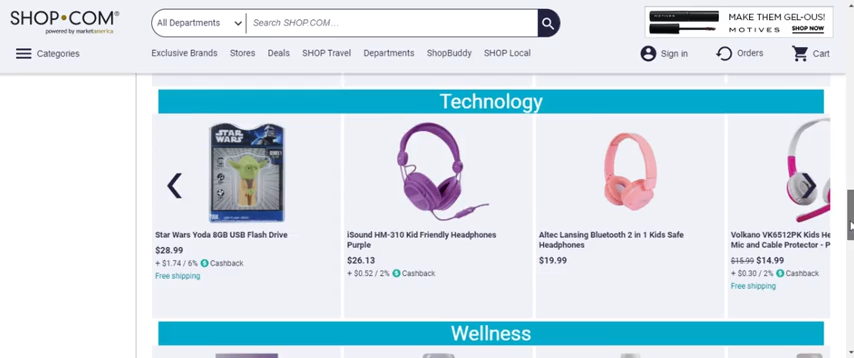 SHOP•COM®
powered by marketamerica
All Departments
Search SHOP.COM...
MAKE THEM GEL-OUS!
MOTIVES SHOP NOW
Categories
Exclusive Brands Stores Deals SHOP Travel Departments ShopBuddy SHOP Local
Sign in Orders Cart
Technology
STAR WARS
Star Wars Yoda 8GB USB Flash Drive
$28.99
+ $1.74 / 6% Cashback
Free shipping
iSound HM-310 Kid Friendly Headphones
Purple
$26.13
+ $0.52 / 2% Cashback
Altec Lansing Bluetooth 2 in 1 Kids Safe
Headphones
$19.99
Volkano VK6512PK Kids He
Mic and Cable Protector - P
$15.99 $14.99
+ $0.30 / 2% Cashback
Free shipping
Wellness